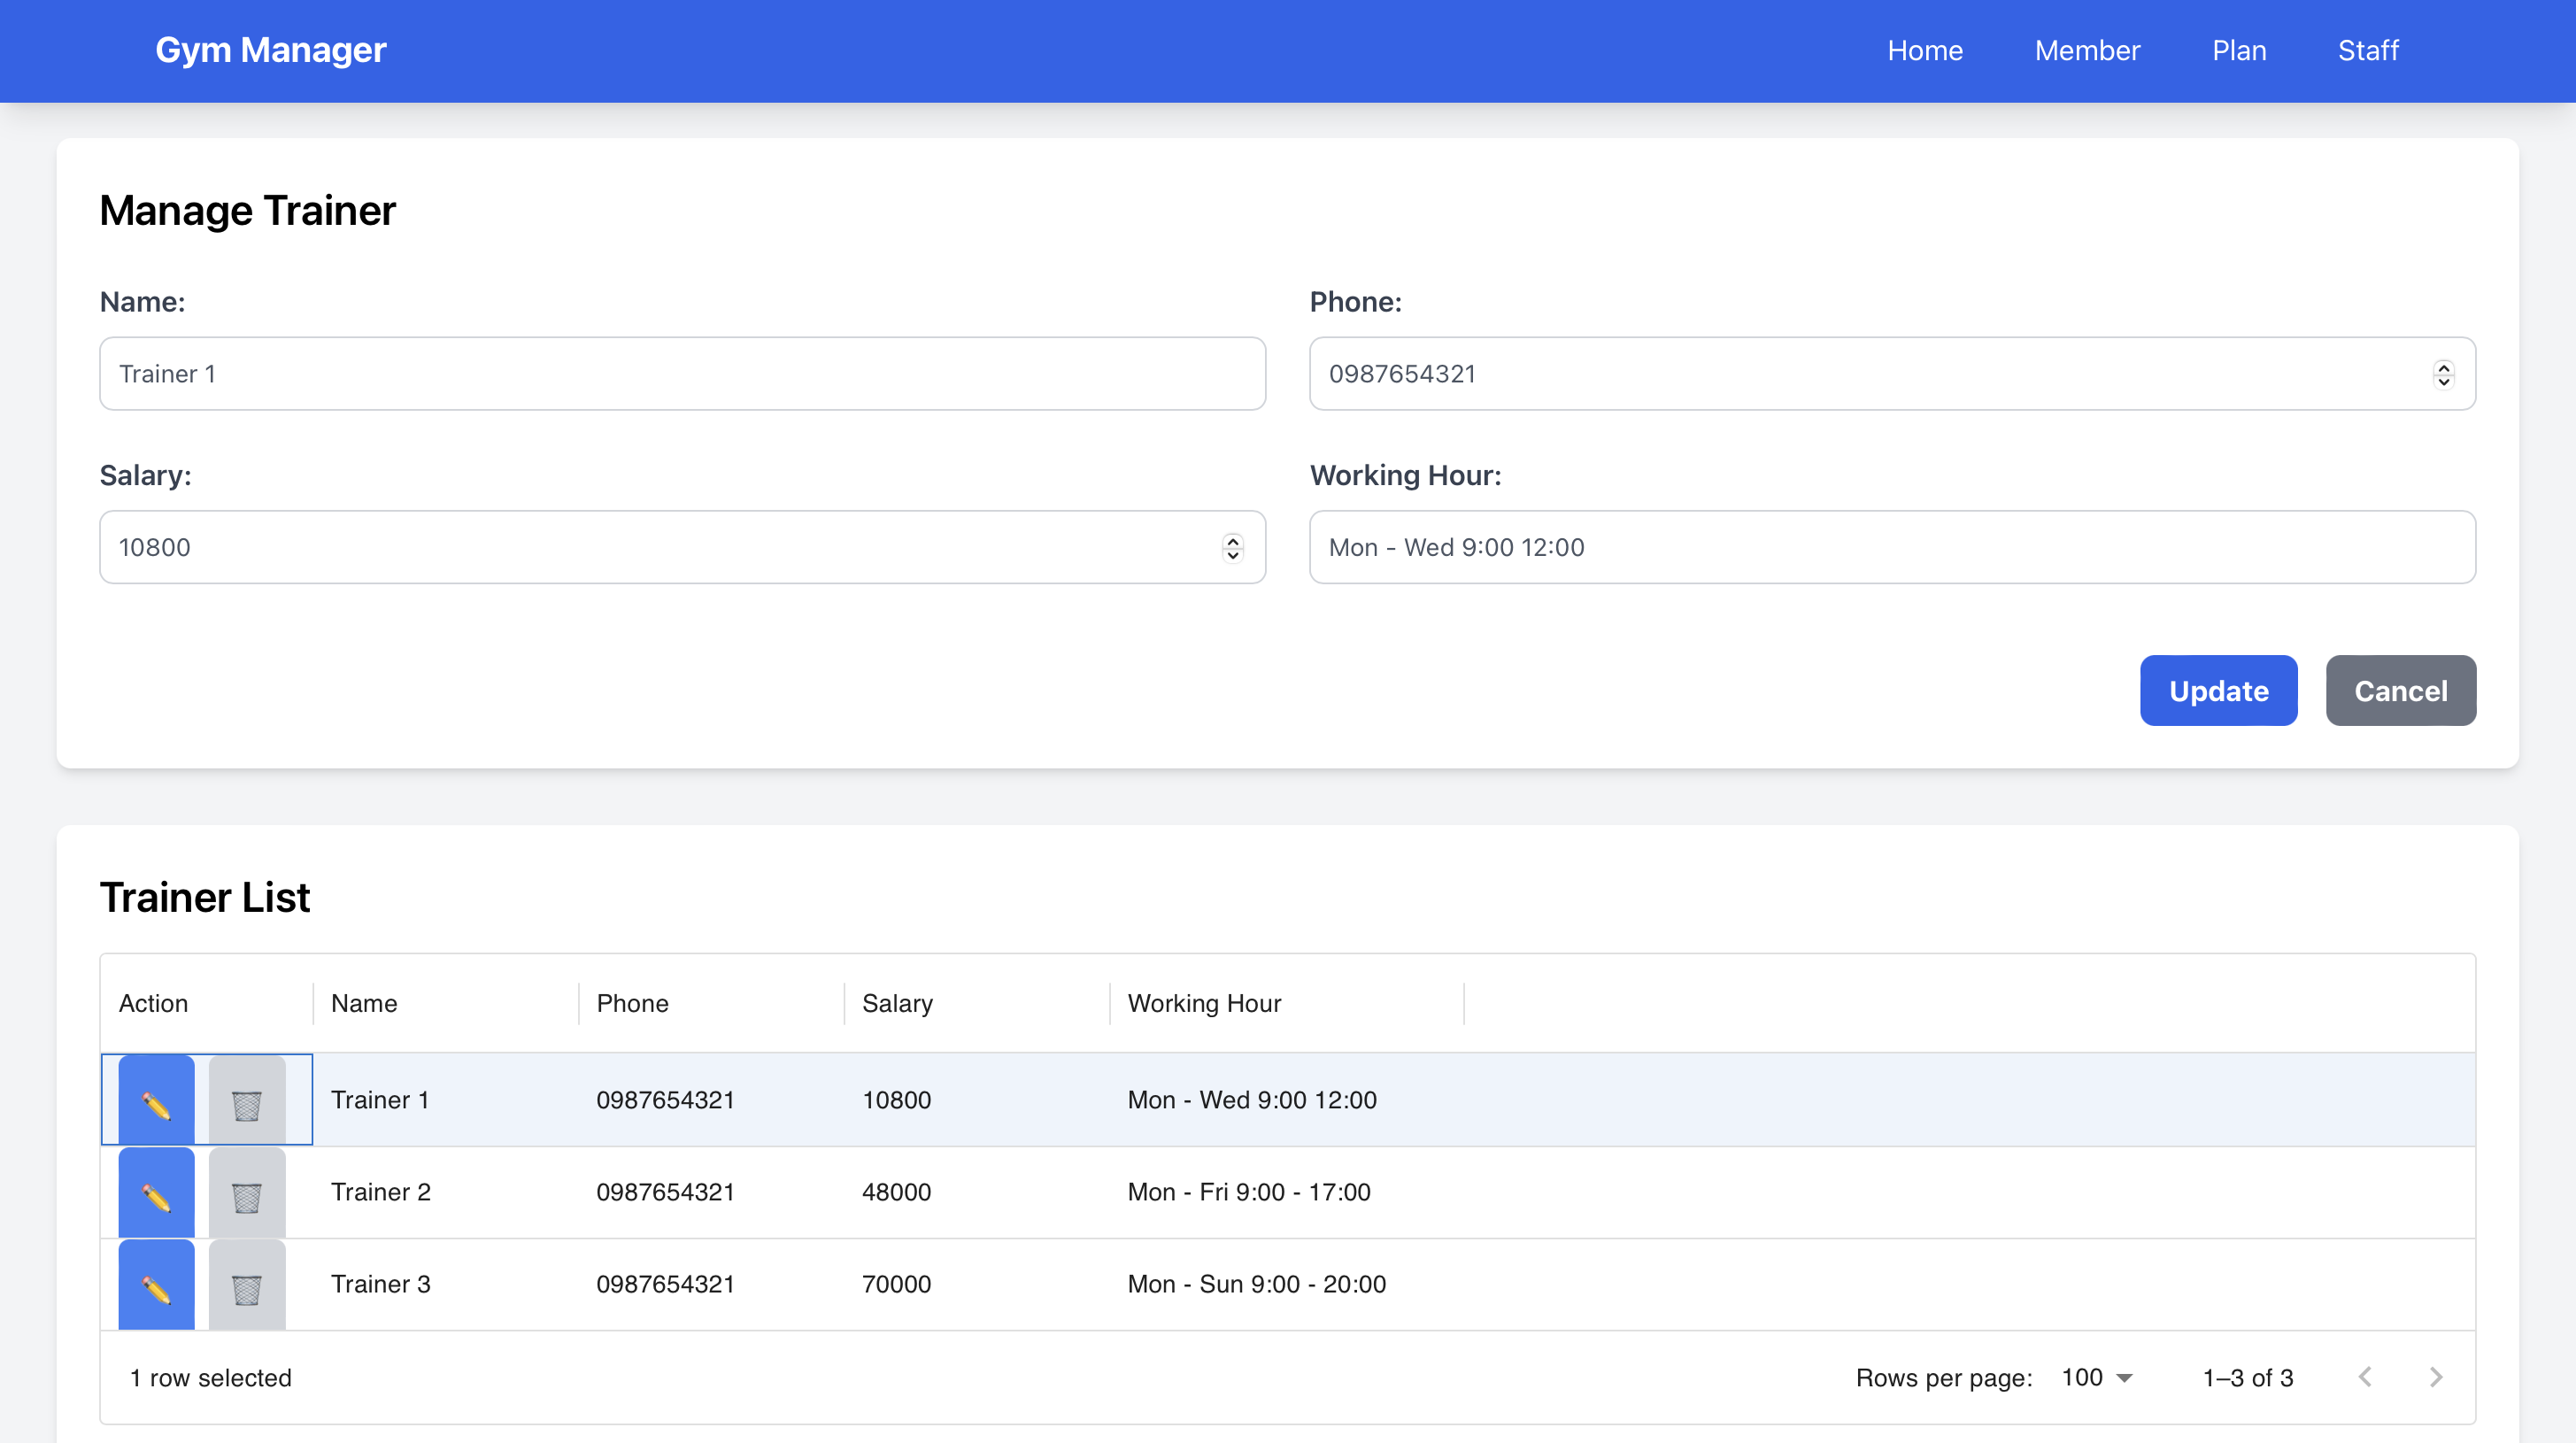 Gym Manager Home Member Plan Staff
Manage Trainer
Name: Phone:
Trainer 1 0987654321
Salary: Working Hour:
10800 Mon - Wed 9:00 12:00
Update Cancel
Trainer List
Action Name Phone Salary Working Hour
Trainer 1 0987654321 10800 Mon - Wed 9:00 12:00
Trainer 2 0987654321 48000 Mon - Fri 9:00 - 17:00
Trainer 3 0987654321 70000 Mon - Sun 9:00 - 20:00
1 row selected Rows per page: 100 1–3 of 3